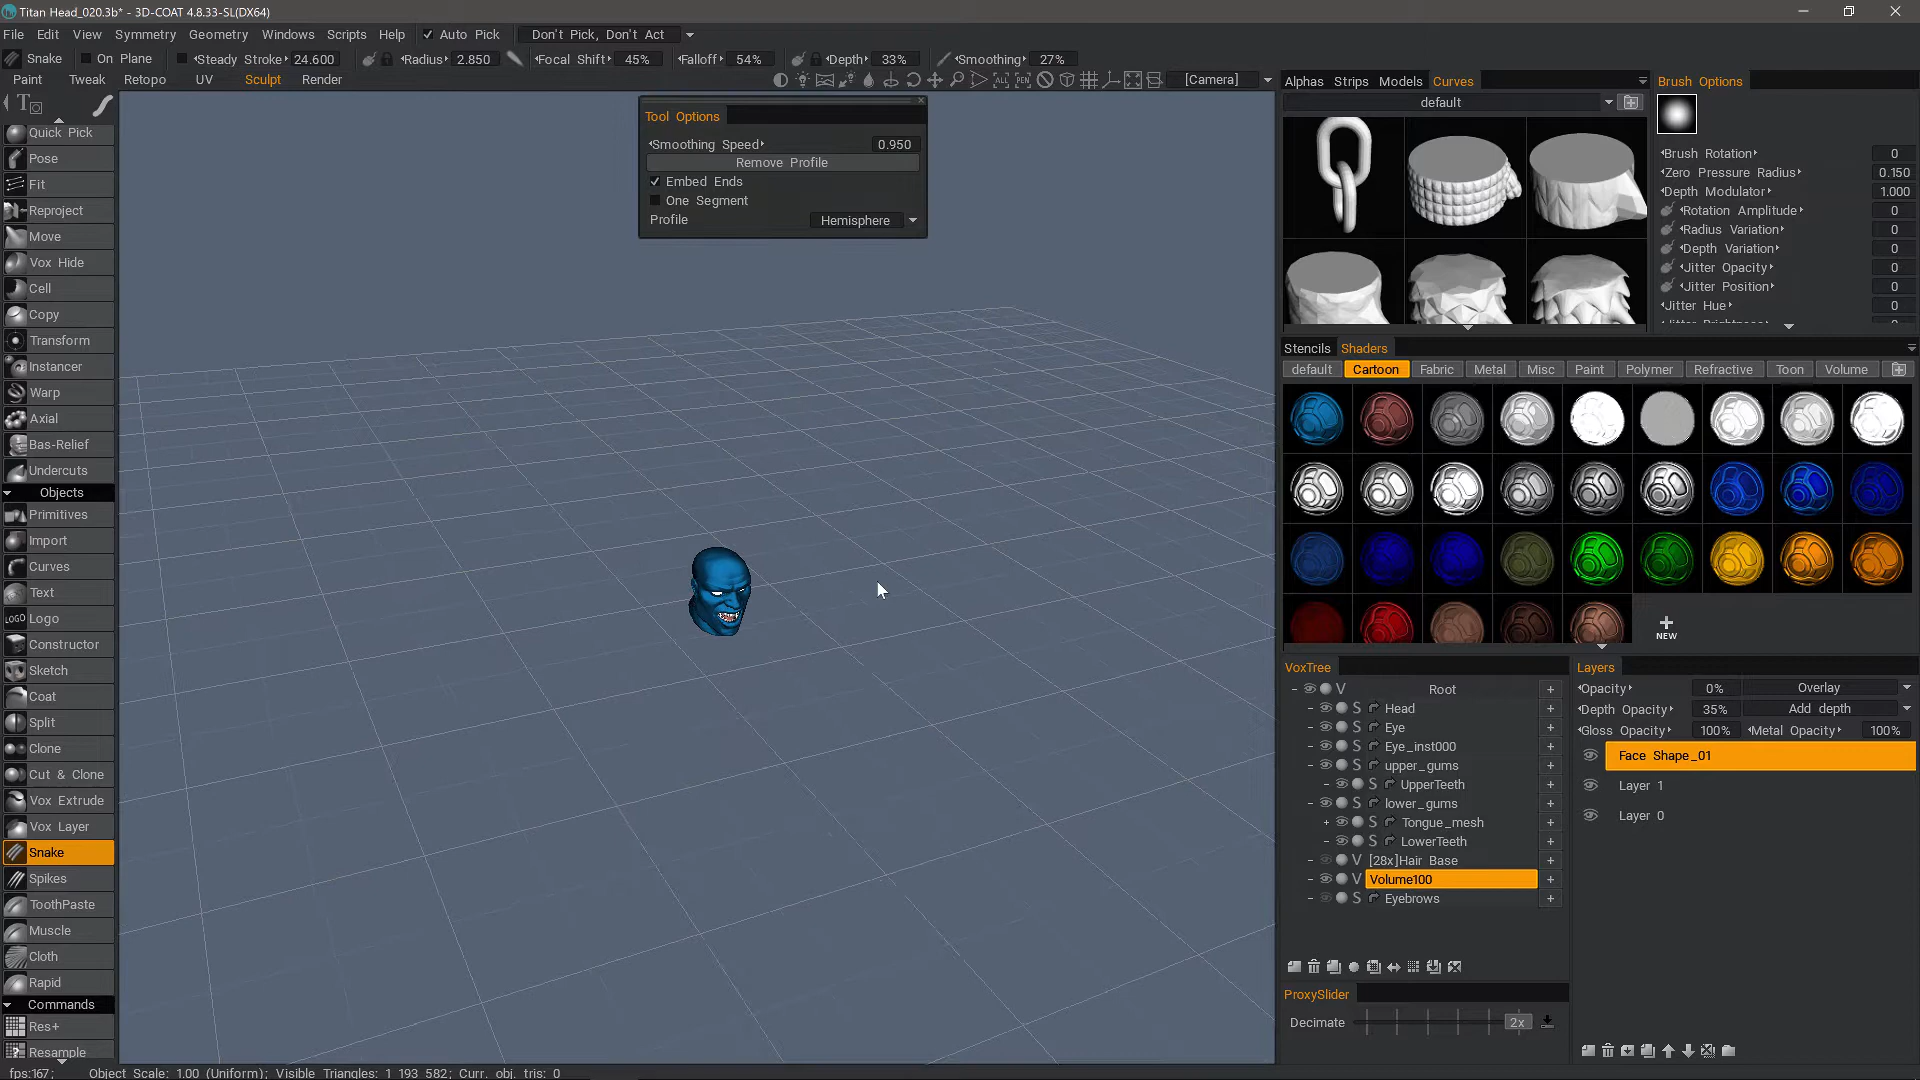 Titan Head_020.3b* - 3D-COAT 4.8.33-SL(DX64)
File Edit View Symmetry Geometry Windows Scripts Help Auto Pick Don't Pick, Don't Act
Snake On Plane Steady Stroke 24.600 Radius 2.850 Focal Shift 45% Falloff 54% Depth 33% Smoothing 27%
Paint Tweak Retopo UV Sculpt Render [Camera]
Quick Pick
Pose
Fit
Reproject
Move
Vox Hide
Cell
Copy
Transform
Instancer
Warp
Axial
Bas-Relief
Undercuts
Objects
Primitives
Import
Curves
Text
LOGO Logo
Constructor
Sketch
Coat
Split
Clone
Cut & Clone
Vox Extrude
Vox Layer
Snake
Spikes
ToothPaste
Muscle
Cloth
Rapid
Commands
Res+
Resample
Tool Options
Smoothing Speed 0.950
Remove Profile
Embed Ends
One Segment
Profile Hemisphere
Alphas Strips Models Curves
default
Brush Options
Brush Rotation 0
Zero Pressure Radius 0.150
Depth Modulator 1.000
Rotation Amplitude 0
Radius Variation 0
Depth Variation 0
Jitter Opacity 0
Jitter Position 0
Jitter Hue 0
Stencils Shaders
default Cartoon Fabric Metal Misc Paint Polymer Refractive Toon Volume
NEW
VoxTree
V Root
S Head
S Eye
S Eye_inst000
S upper_gums
S UpperTeeth
S lower_gums
S Tongue_mesh
S LowerTeeth
V [28x]Hair Base
V Volume100
S Eyebrows
ProxySlider
Decimate 2x
Layers
Opacity 0% Overlay
Depth Opacity 35% Add depth
Gloss Opacity 100% Metal Opacity 100%
Face Shape_01
Layer 1
Layer 0
fps:167; Object Scale: 1.00 (Uniform); Visible Triangles: 1 193 582; Curr. obj. tris: 0